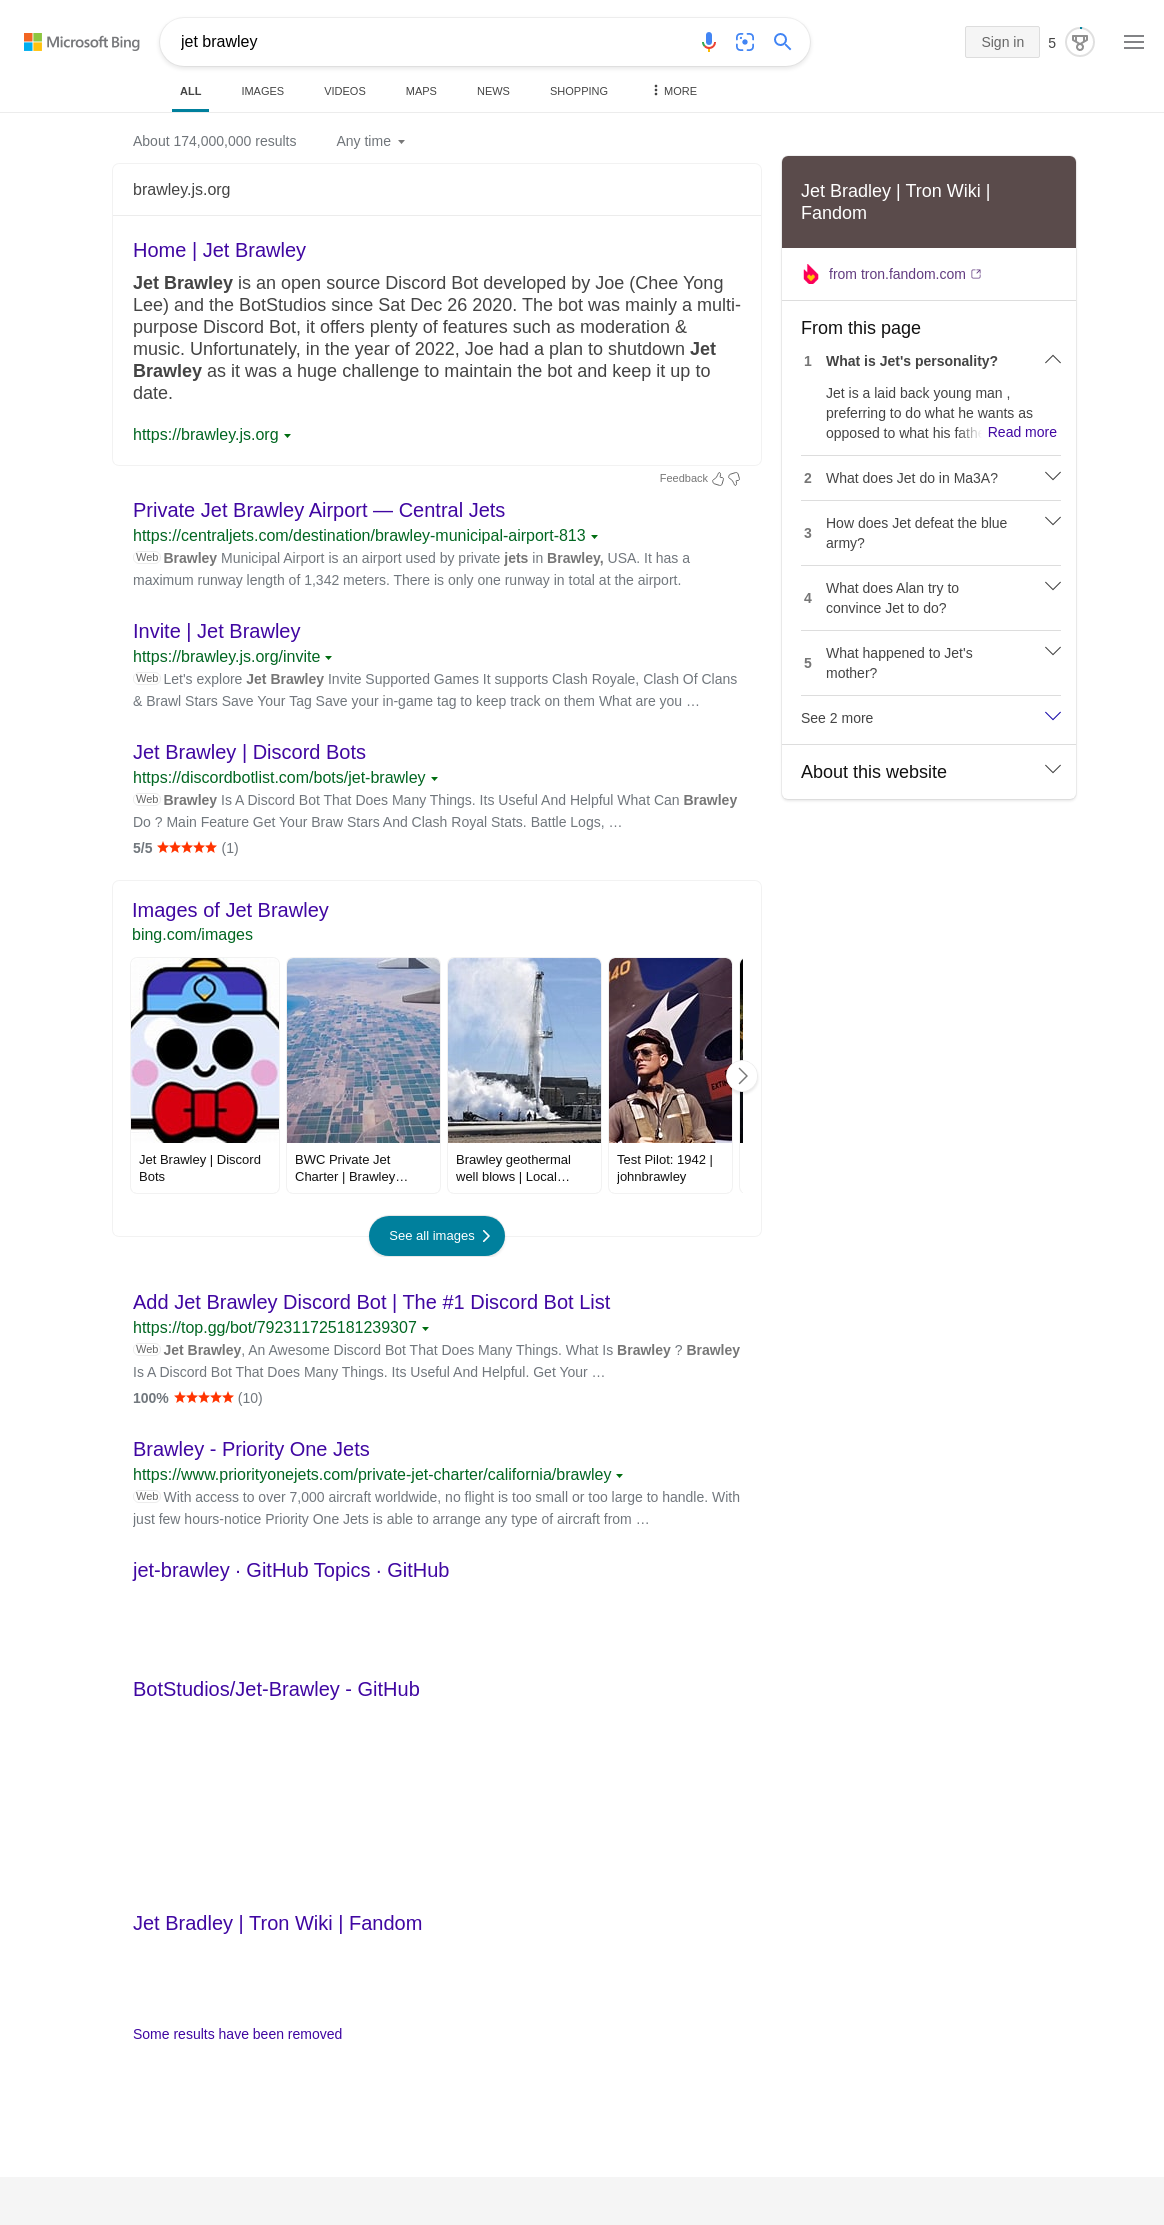 Microsoft Bing
jet brawley
Sign in
5
ALL
IMAGES
VIDEOS
MAPS
NEWS
SHOPPING
MORE
About 174,000,000 results
Any time
brawley.js.org
Home | Jet Brawley
Jet Brawley is an open source Discord Bot developed by Joe (Chee Yong
Lee) and the BotStudios since Sat Dec 26 2020. The bot was mainly a multi-
purpose Discord Bot, it offers plenty of features such as moderation &
music. Unfortunately, in the year of 2022, Joe had a plan to shutdown Jet
Brawley as it was a huge challenge to maintain the bot and keep it up to
date.
https://brawley.js.org
Feedback
Private Jet Brawley Airport — Central Jets
https://centraljets.com/destination/brawley-municipal-airport-813
Web Brawley Municipal Airport is an airport used by private jets in Brawley, USA. It has a
maximum runway length of 1,342 meters. There is only one runway in total at the airport.
Invite | Jet Brawley
https://brawley.js.org/invite
Web Let's explore Jet Brawley Invite Supported Games It supports Clash Royale, Clash Of Clans
& Brawl Stars Save Your Tag Save your in-game tag to keep track on them What are you …
Jet Brawley | Discord Bots
https://discordbotlist.com/bots/jet-brawley
Web Brawley Is A Discord Bot That Does Many Things. Its Useful And Helpful What Can Brawley
Do ? Main Feature Get Your Braw Stars And Clash Royal Stats. Battle Logs, …
5/5 (1)
Images of Jet Brawley
bing.com/images
40
EXTIN
Jet Brawley | Discord
Bots
BWC Private Jet
Charter | Brawley…
Brawley geothermal
well blows | Local…
Test Pilot: 1942 |
johnbrawley
See all images
Add Jet Brawley Discord Bot | The #1 Discord Bot List
https://top.gg/bot/792311725181239307
Web Jet Brawley, An Awesome Discord Bot That Does Many Things. What Is Brawley ? Brawley
Is A Discord Bot That Does Many Things. Its Useful And Helpful. Get Your …
100% (10)
Brawley - Priority One Jets
https://www.priorityonejets.com/private-jet-charter/california/brawley
Web With access to over 7,000 aircraft worldwide, no flight is too small or too large to handle. With
just few hours-notice Priority One Jets is able to arrange any type of aircraft from …
jet-brawley · GitHub Topics · GitHub
BotStudios/Jet-Brawley - GitHub
Jet Bradley | Tron Wiki | Fandom
Some results have been removed
Jet Bradley | Tron Wiki |
Fandom
from tron.fandom.com
From this page
1 What is Jet's personality?
Jet is a laid back young man ,
preferring to do what he wants as
opposed to what his fathe Read more
2 What does Jet do in Ma3A?
3 How does Jet defeat the blue
army?
4 What does Alan try to
convince Jet to do?
5 What happened to Jet's
mother?
See 2 more
About this website